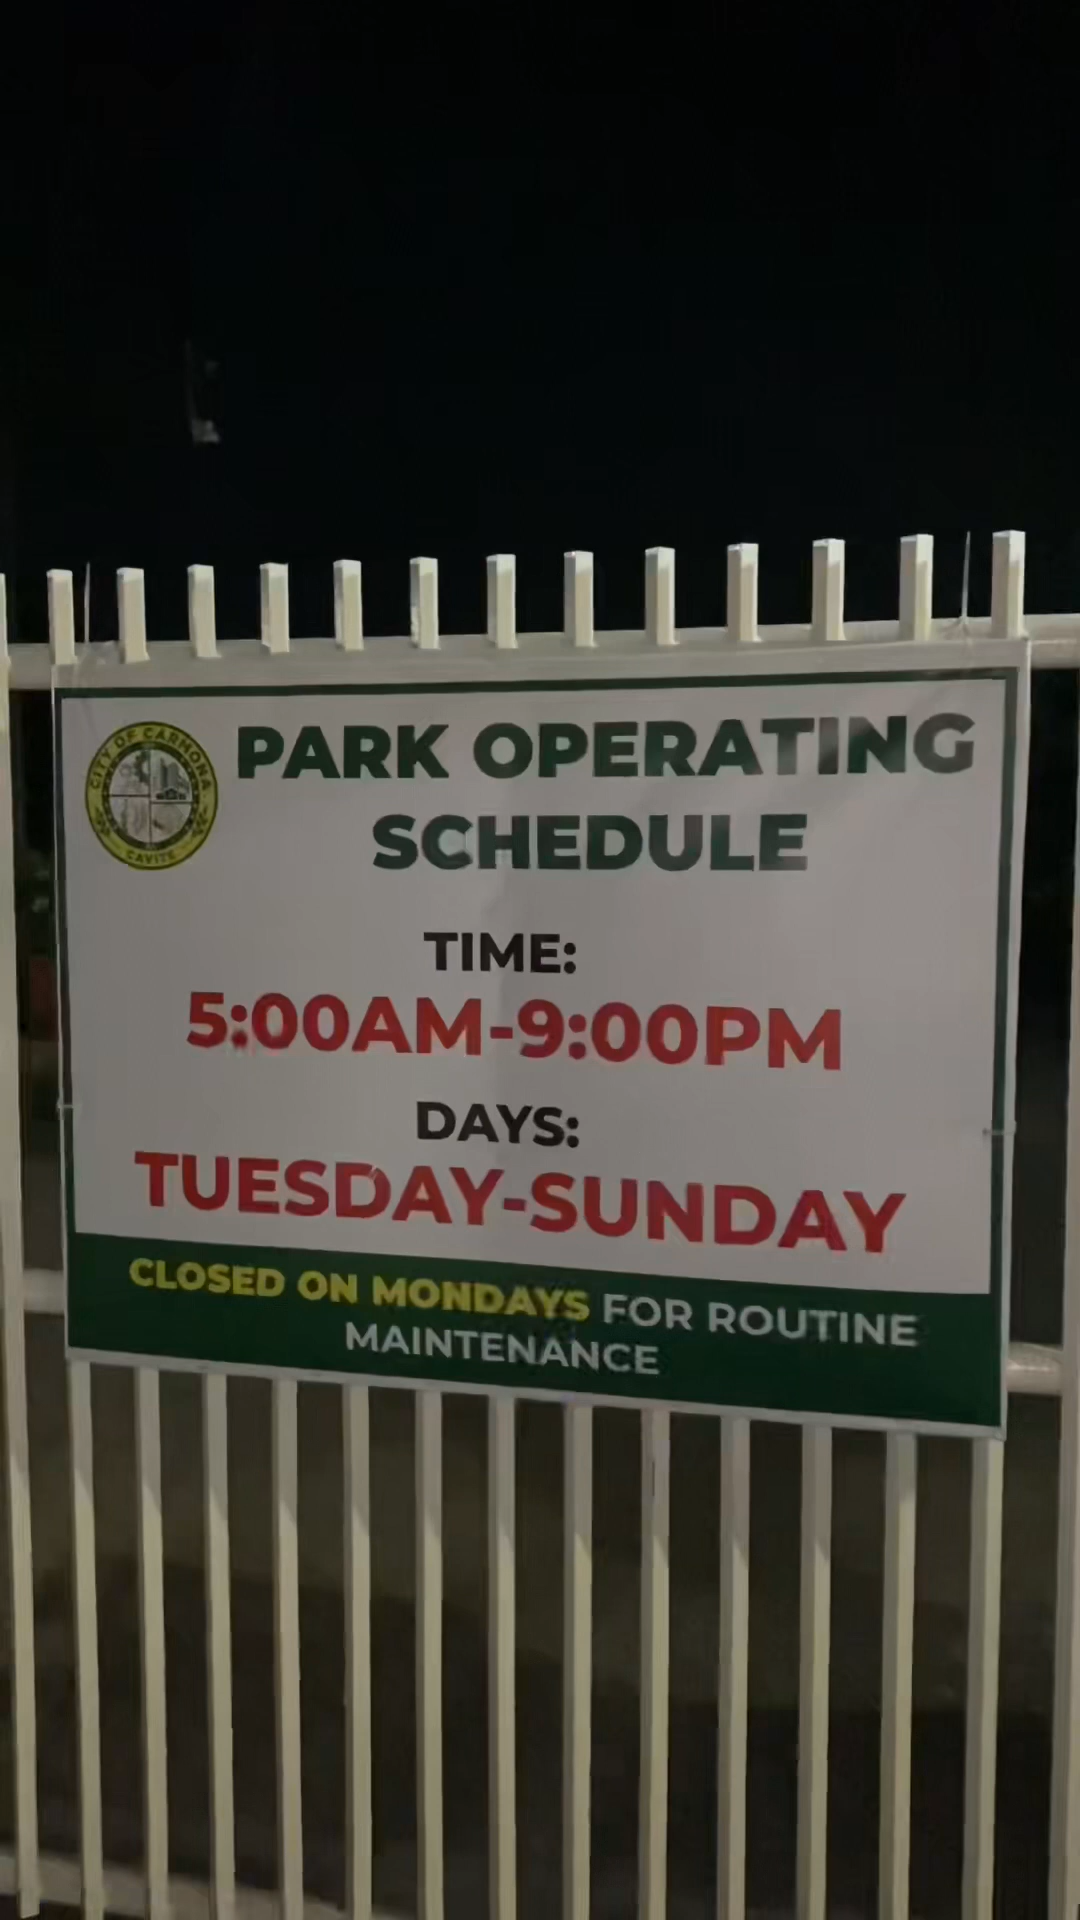 CITY OF CARMONA
CAVITE
PARK OPERATING
SCHEDULE
TIME:
5:00AM-9:00PM
DAYS:
TUESDAY-SUNDAY
CLOSED ON MONDAYS FOR ROUTINE
MAINTENANCE